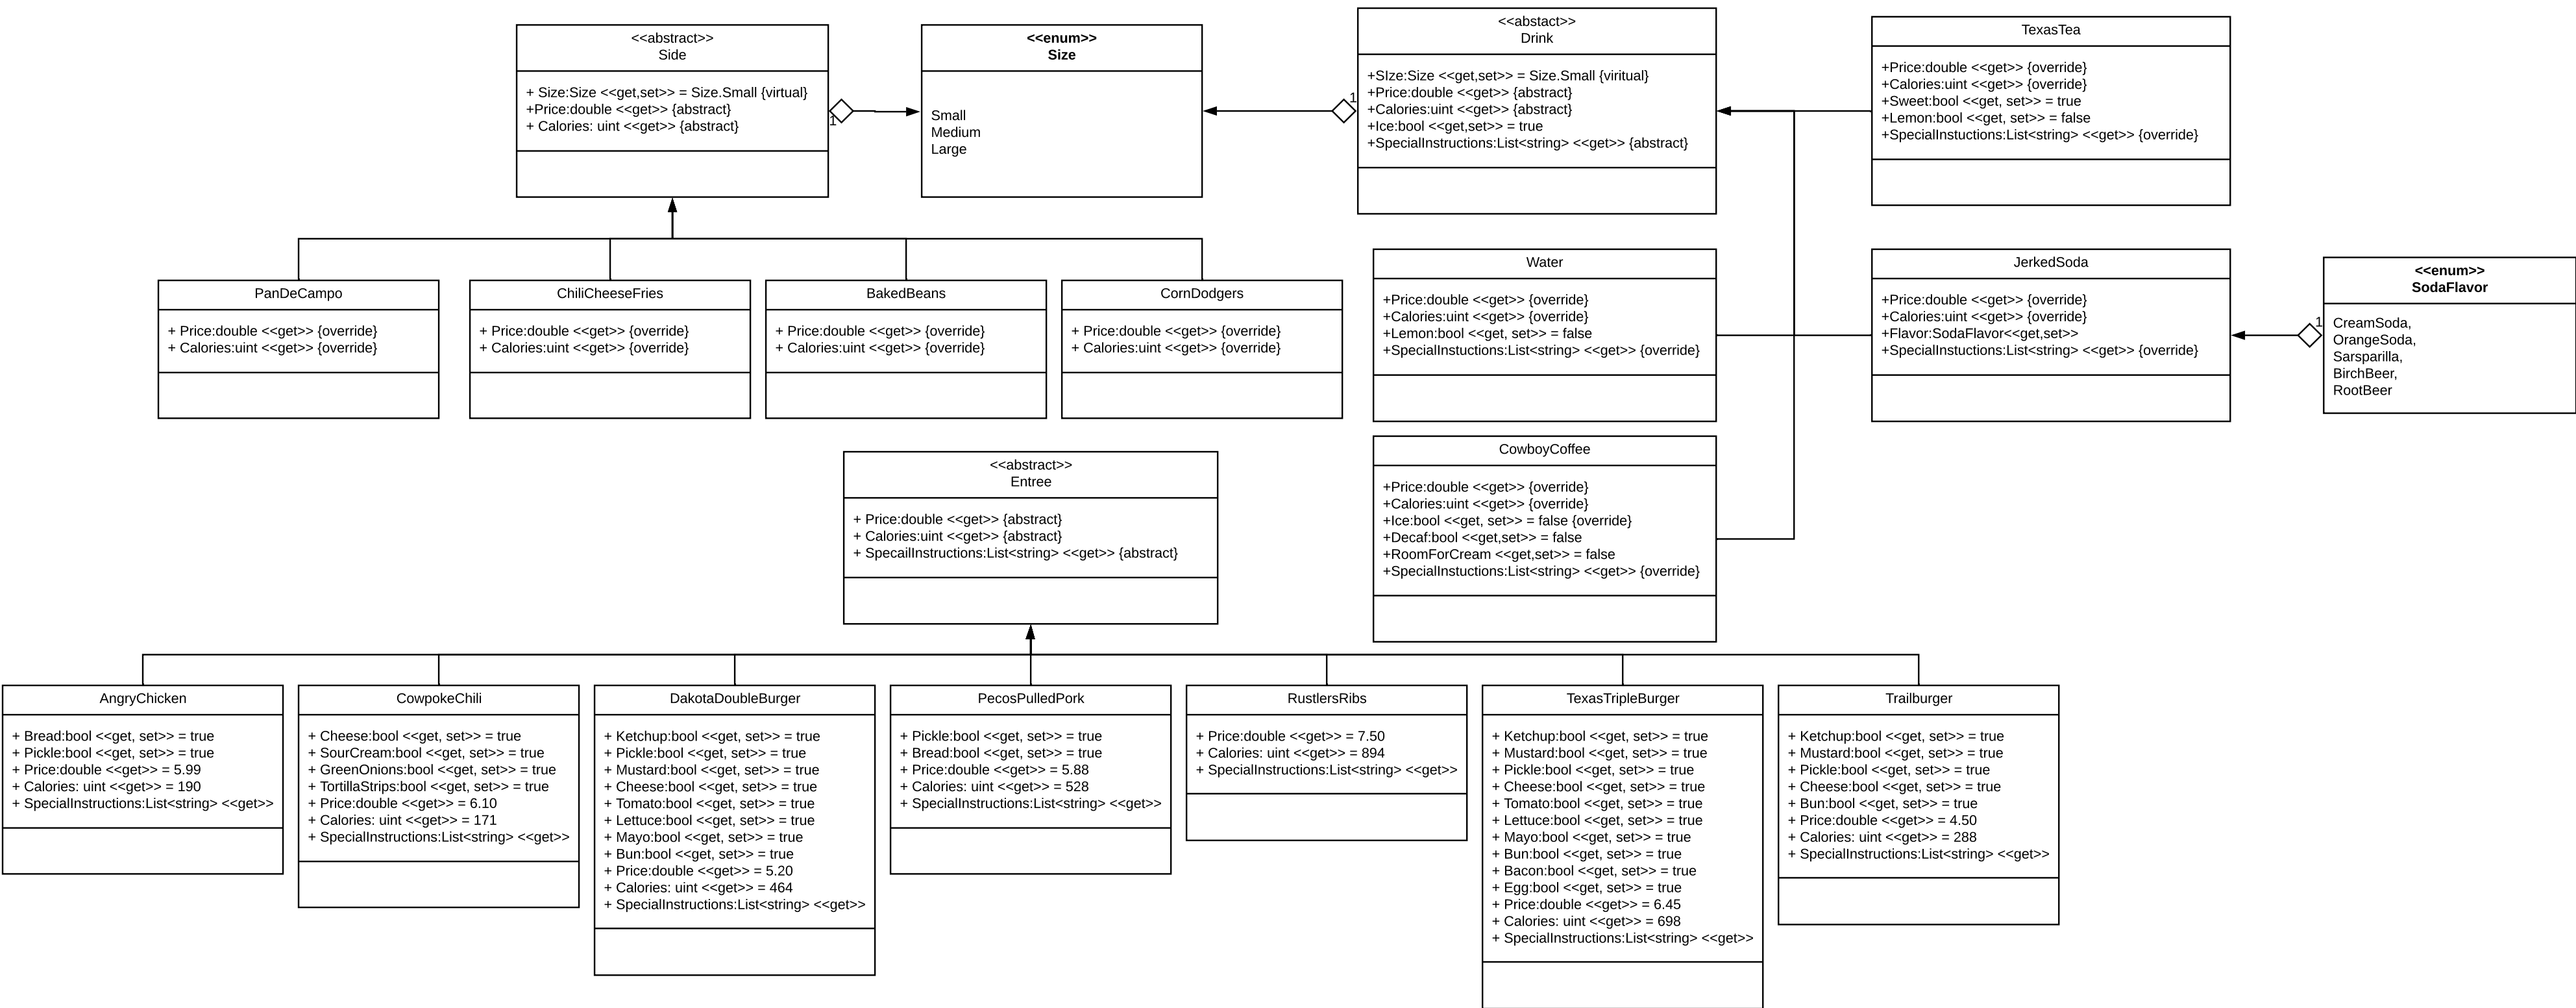 <<abstract>>
Side
+ Size:Size <<get,set>> = Size.Small {virtual}
+Price:double <<get>> {abstract}
+ Calories: uint <<get>> {abstract}
1
<<enum>>
Size
Small
Medium
Large
<<abstact>>
Drink
+SIze:Size <<get,set>> = Size.Small {viritual}
+Price:double <<get>> {abstract}
+Calories:uint <<get>> {abstract}
+Ice:bool <<get,set>> = true
+SpecialInstructions:List<string> <<get>> {abstract}
1
TexasTea
+Price:double <<get>> {override}
+Calories:uint <<get>> {override}
+Sweet:bool <<get, set>> = true
+Lemon:bool <<get, set>> = false
+SpecialInstuctions:List<string> <<get>> {override}
PanDeCampo
+ Price:double <<get>> {override}
+ Calories:uint <<get>> {override}
ChiliCheeseFries
+ Price:double <<get>> {override}
+ Calories:uint <<get>> {override}
BakedBeans
+ Price:double <<get>> {override}
+ Calories:uint <<get>> {override}
CornDodgers
+ Price:double <<get>> {override}
+ Calories:uint <<get>> {override}
Water
+Price:double <<get>> {override}
+Calories:uint <<get>> {override}
+Lemon:bool <<get, set>> = false
+SpecialInstuctions:List<string> <<get>> {override}
JerkedSoda
+Price:double <<get>> {override}
+Calories:uint <<get>> {override}
+Flavor:SodaFlavor<<get,set>>
+SpecialInstuctions:List<string> <<get>> {override}
1
<<enum>>
SodaFlavor
CreamSoda,
OrangeSoda,
Sarsparilla,
BirchBeer,
RootBeer
<<abstract>>
Entree
+ Price:double <<get>> {abstract}
+ Calories:uint <<get>> {abstract}
+ SpecailInstructions:List<string> <<get>> {abstract}
CowboyCoffee
+Price:double <<get>> {override}
+Calories:uint <<get>> {override}
+Ice:bool <<get, set>> = false {override}
+Decaf:bool <<get,set>> = false
+RoomForCream <<get,set>> = false
+SpecialInstuctions:List<string> <<get>> {override}
AngryChicken
+ Bread:bool <<get, set>> = true
+ Pickle:bool <<get, set>> = true
+ Price:double <<get>> = 5.99
+ Calories: uint <<get>> = 190
+ SpecialInstructions:List<string> <<get>>
CowpokeChili
+ Cheese:bool <<get, set>> = true
+ SourCream:bool <<get, set>> = true
+ GreenOnions:bool <<get, set>> = true
+ TortillaStrips:bool <<get, set>> = true
+ Price:double <<get>> = 6.10
+ Calories: uint <<get>> = 171
+ SpecialInstructions:List<string> <<get>>
DakotaDoubleBurger
+ Ketchup:bool <<get, set>> = true
+ Pickle:bool <<get, set>> = true
+ Mustard:bool <<get, set>> = true
+ Cheese:bool <<get, set>> = true
+ Tomato:bool <<get, set>> = true
+ Lettuce:bool <<get, set>> = true
+ Mayo:bool <<get, set>> = true
+ Bun:bool <<get, set>> = true
+ Price:double <<get>> = 5.20
+ Calories: uint <<get>> = 464
+ SpecialInstructions:List<string> <<get>>
PecosPulledPork
+ Pickle:bool <<get, set>> = true
+ Bread:bool <<get, set>> = true
+ Price:double <<get>> = 5.88
+ Calories: uint <<get>> = 528
+ SpecialInstructions:List<string> <<get>>
RustlersRibs
+ Price:double <<get>> = 7.50
+ Calories: uint <<get>> = 894
+ SpecialInstructions:List<string> <<get>>
TexasTripleBurger
+ Ketchup:bool <<get, set>> = true
+ Mustard:bool <<get, set>> = true
+ Pickle:bool <<get, set>> = true
+ Cheese:bool <<get, set>> = true
+ Tomato:bool <<get, set>> = true
+ Lettuce:bool <<get, set>> = true
+ Mayo:bool <<get, set>> = true
+ Bun:bool <<get, set>> = true
+ Bacon:bool <<get, set>> = true
+ Egg:bool <<get, set>> = true
+ Price:double <<get>> = 6.45
+ Calories: uint <<get>> = 698
+ SpecialInstructions:List<string> <<get>>
Trailburger
+ Ketchup:bool <<get, set>> = true
+ Mustard:bool <<get, set>> = true
+ Pickle:bool <<get, set>> = true
+ Cheese:bool <<get, set>> = true
+ Bun:bool <<get, set>> = true
+ Price:double <<get>> = 4.50
+ Calories: uint <<get>> = 288
+ SpecialInstructions:List<string> <<get>>